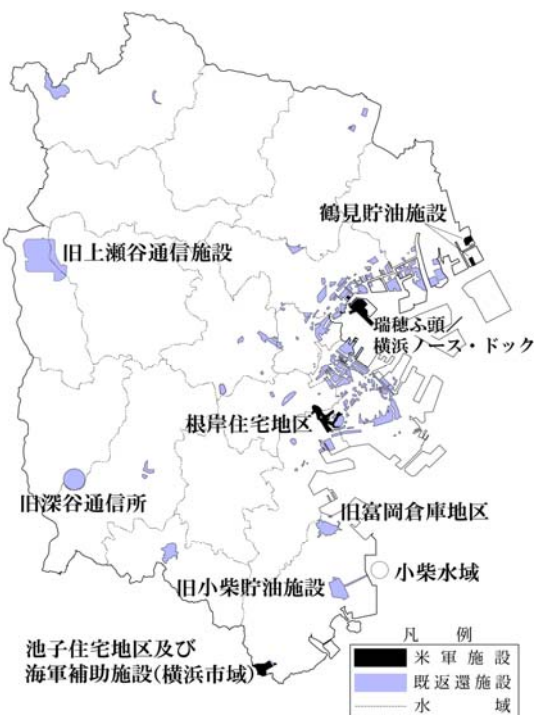 鶴見貯油施設
旧上瀬谷通信施設
瑞穂ふ頭／
横浜ノース・ドック
根岸住宅地区
旧深谷通信所
旧富岡倉庫地区
旧小柴貯油施設
小柴水域
池子住宅地区及び
海軍補助施設(横浜市域)
凡例
米軍施設
既返還施設
水域